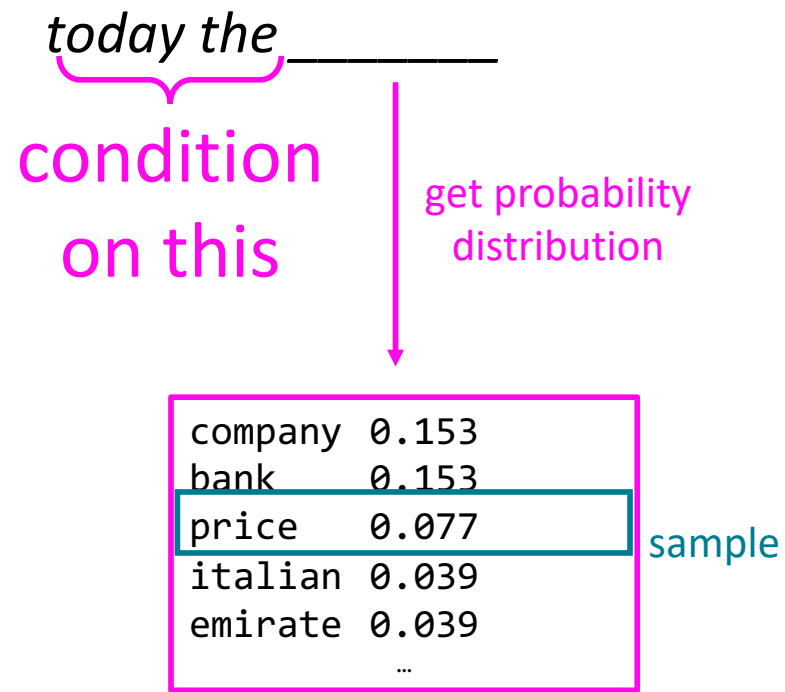 today the _______
condition
on this
get probability
distribution
company 0.153
bank 0.153
price 0.077
italian 0.039
emirate 0.039
…
sample